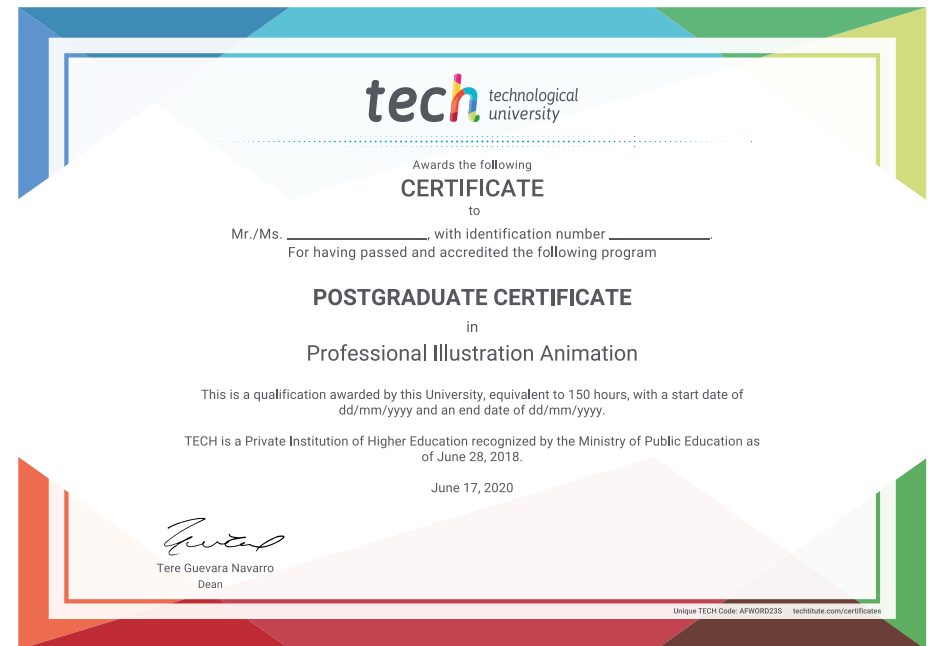 tech technological
university
Awards the following
CERTIFICATE
to
Mr./Ms. ____________________, with identification number ______________.
For having passed and accredited the following program
POSTGRADUATE CERTIFICATE
in
Professional Illustration Animation
This is a qualification awarded by this University, equivalent to 150 hours, with a start date of
dd/mm/yyyy and an end date of dd/mm/yyyy.
TECH is a Private Institution of Higher Education recognized by the Ministry of Public Education as
of June 28, 2018.
June 17, 2020
Tere Guevara Navarro
Dean
Unique TECH Code: AFWORD23S techtitute.com/certificates